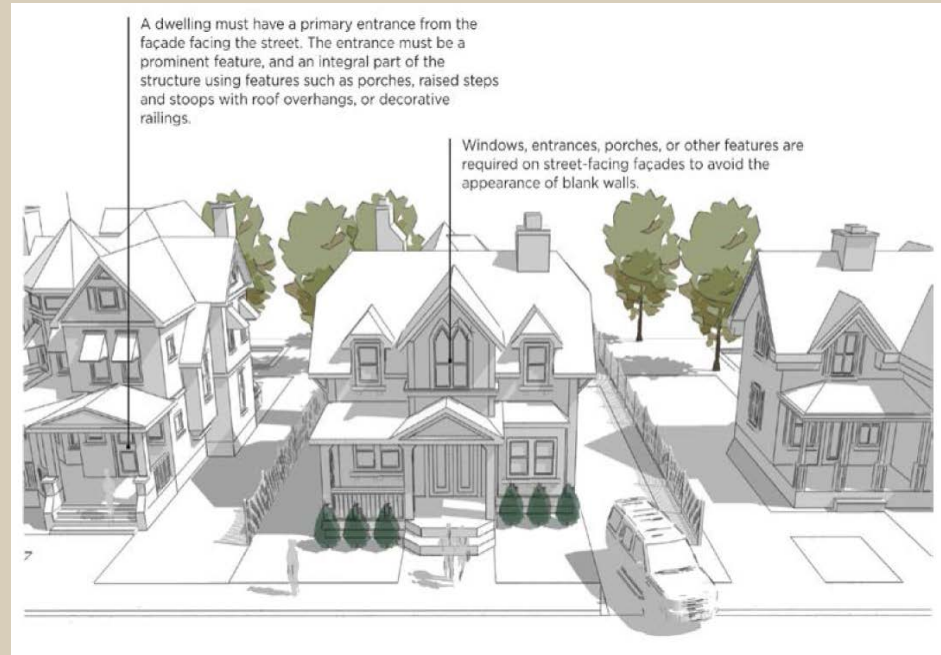 A dwelling must have a primary entrance from the
façade facing the street. The entrance must be a
prominent feature, and an integral part of the
structure using features such as porches, raised steps
and stoops with roof overhangs, or decorative
railings.
Windows, entrances, porches, or other features are
required on street-facing façades to avoid the
appearance of blank walls.
7